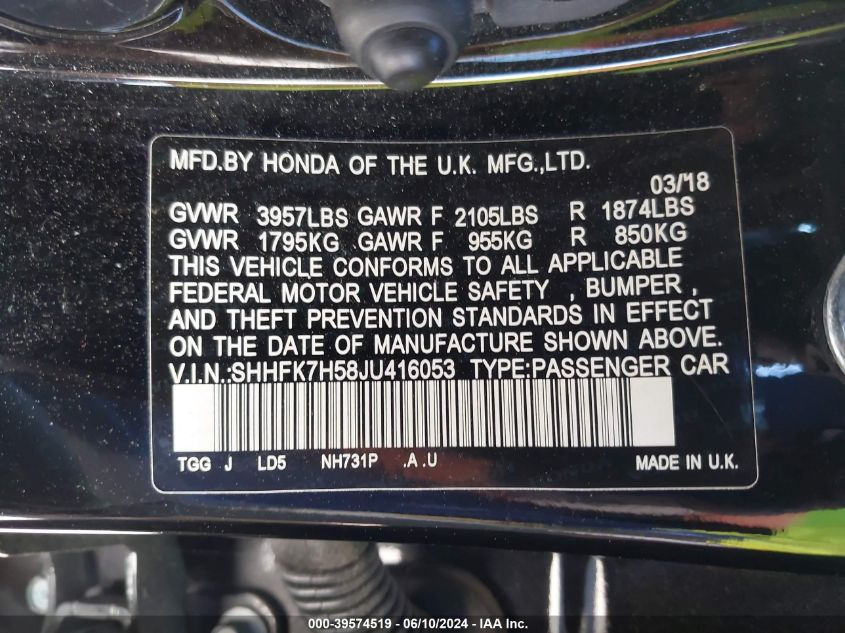 MFD.BY HONDA OF THE U.K. MFG.,LTD.
03/18
GVWR 3957LBS GAWR F 2105LBS R 1874LBS
GVWR 1795KG GAWR F 955KG R 850KG
THIS VEHICLE CONFORMS TO ALL APPLICABLE
FEDERAL MOTOR VEHICLE SAFETY , BUMPER ,
AND THEFT PREVENTION STANDARDS IN EFFECT
ON THE DATE OF MANUFACTURE SHOWN ABOVE.
V.I.N.:SHHFK7H58JU416053 TYPE:PASSENGER CAR
TGG J LD5 NH731P .A .U MADE IN U.K.
000-39574519 - 06/10/2024 - IAA Inc.